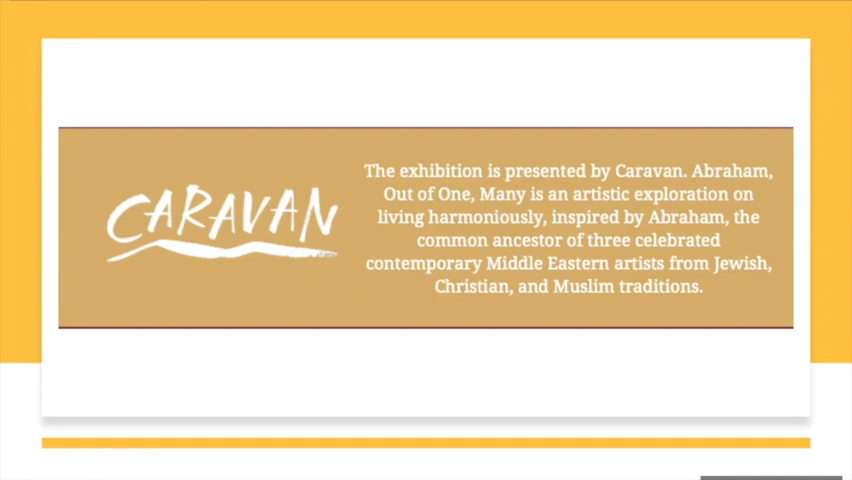 CARAVAN
The exhibition is presented by Caravan. Abraham,
Out of One, Many is an artistic exploration on
living harmoniously, inspired by Abraham, the
common ancestor of three celebrated
contemporary Middle Eastern artists from Jewish,
Christian, and Muslim traditions.